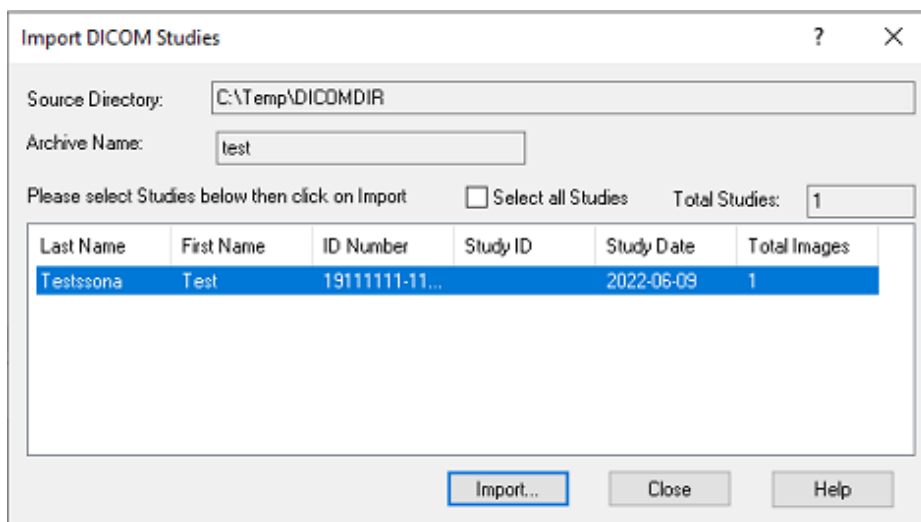 Import DICOM Studies ? X
Source Directory: C:\Temp\DICOMDIR
Archive Name: test
Please select Studies below then click on Import Select all Studies Total Studies: 1
Last Name First Name ID Number Study ID Study Date Total Images
Testssona Test 19111111-11... 2022-06-09 1
Import... Close Help